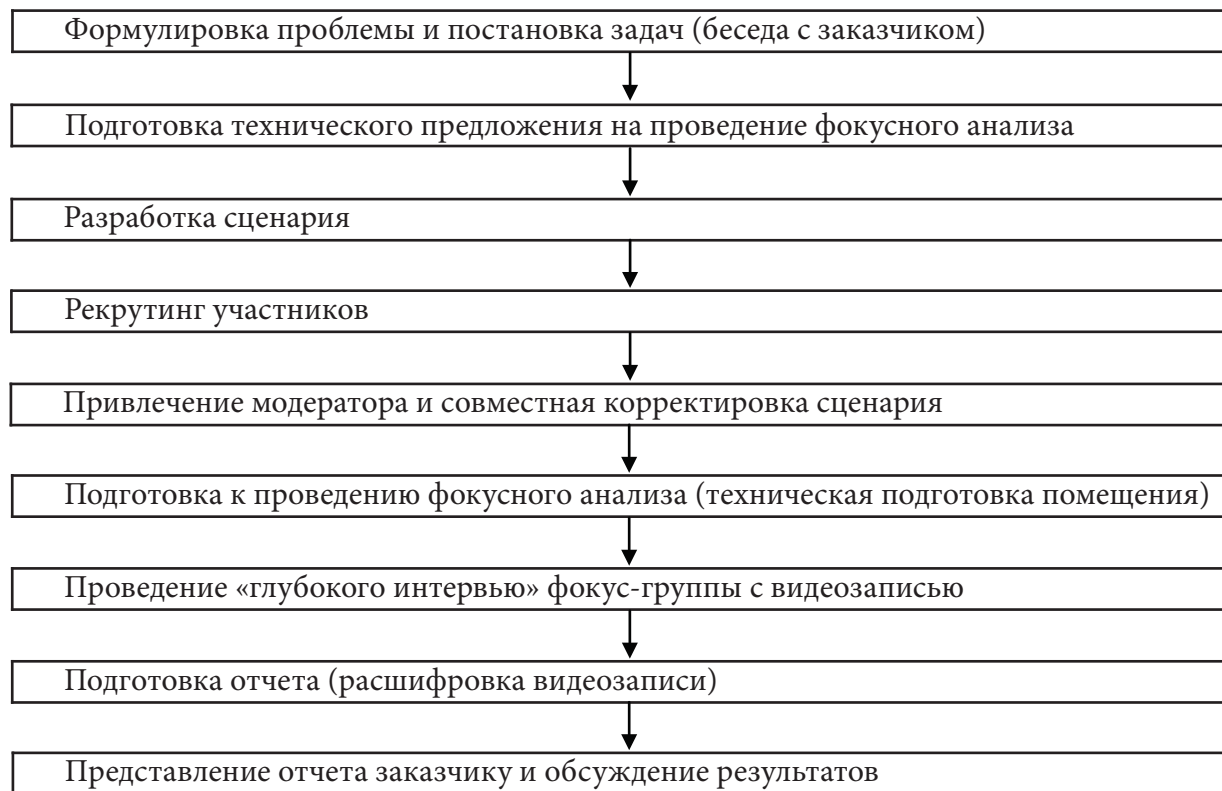 Формулировка проблемы и постановка задач (беседа с заказчиком)
Подготовка технического предложения на проведение фокусного анализа
Разработка сценария
Рекрутинг участников
Привлечение модератора и совместная корректировка сценария
Подготовка к проведению фокусного анализа (техническая подготовка помещения)
Проведение «глубокого интервью» фокус-группы с видеозаписью
Подготовка отчета (расшифровка видеозаписи)
Представление отчета заказчику и обсуждение результатов